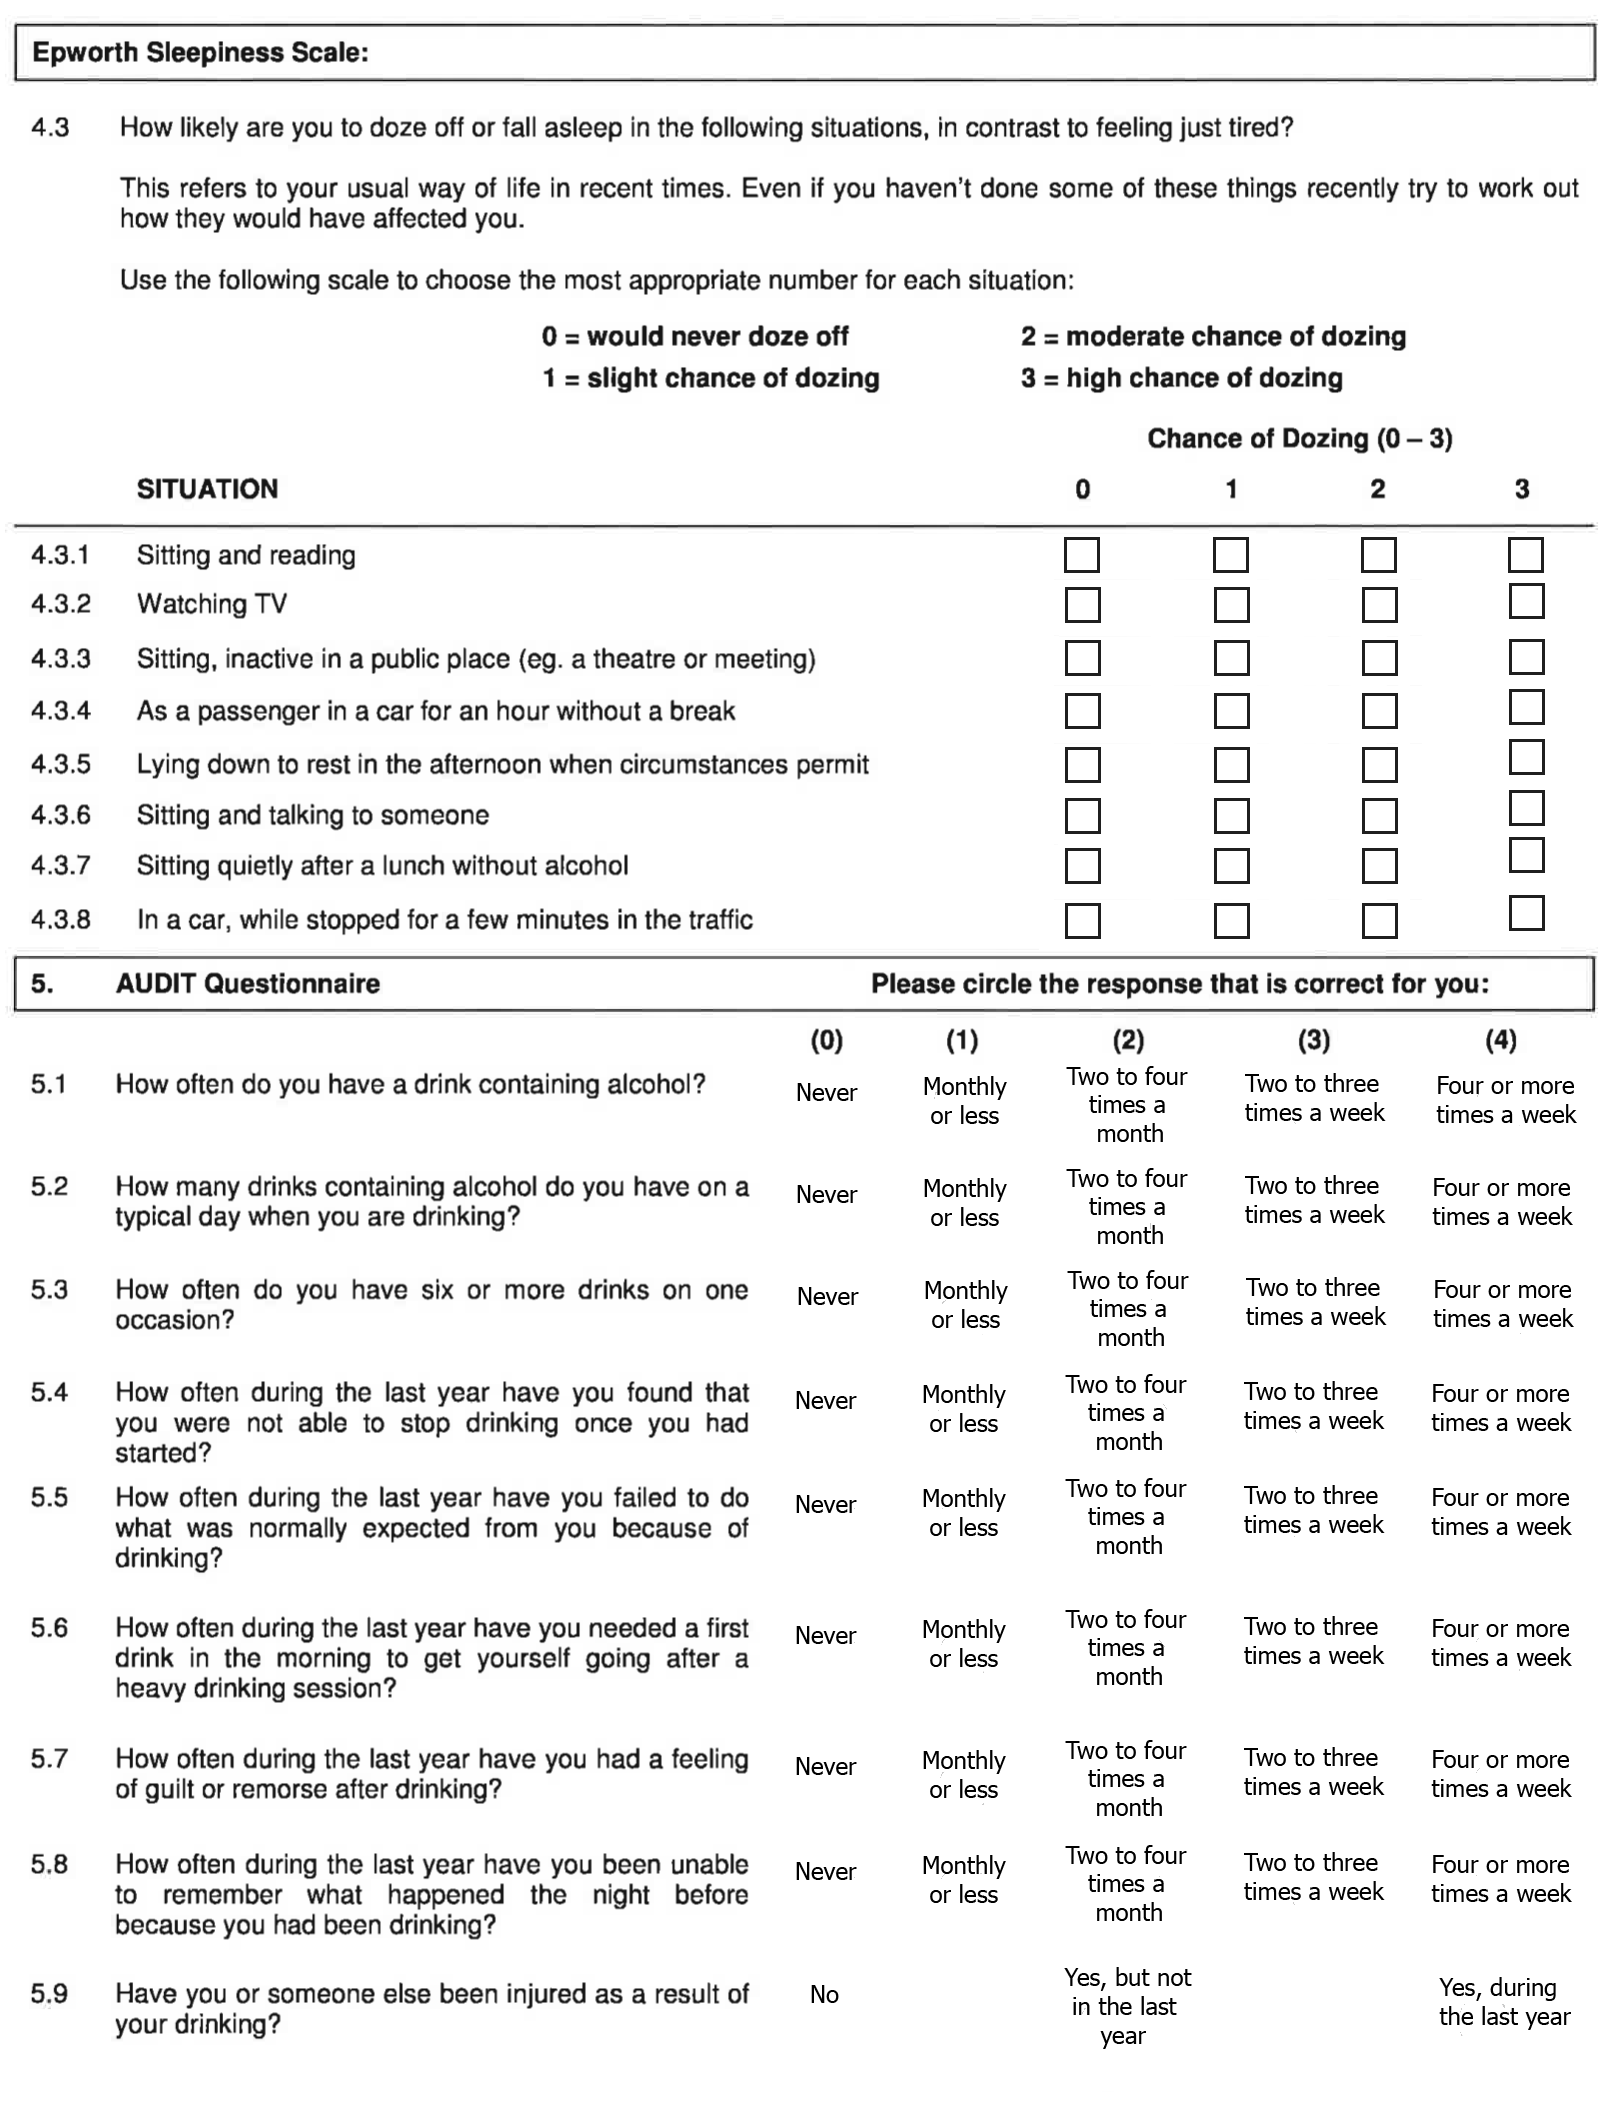 Epworth Sleepiness Scale:
4.3 How likely are you to doze off or fall asleep in the following situations, in contrast to feeling just tired?
This refers to your usual way of life in recent times. Even if you haven't done some of these things recently try to work out
how they would have affected you.
Use the following scale to choose the most appropriate number for each situation:
0 = would never doze off 2 = moderate chance of dozing
1 = slight chance of dozing 3 = high chance of dozing
Chance of Dozing (0 – 3)
SITUATION 0 1 2 3
4.3.1 Sitting and reading
4.3.2 Watching TV
4.3.3 Sitting, inactive in a public place (eg. a theatre or meeting)
4.3.4 As a passenger in a car for an hour without a break
4.3.5 Lying down to rest in the afternoon when circumstances permit
4.3.6 Sitting and talking to someone
4.3.7 Sitting quietly after a lunch without alcohol
4.3.8 In a car, while stopped for a few minutes in the traffic
5. AUDIT Questionnaire Please circle the response that is correct for you:
(0) (1) (2) (3) (4)
5.1 How often do you have a drink containing alcohol?
Never
Monthly
or less
Two to four
times a
month
Two to three
times a week
Four or more
times a week
5.2 How many drinks containing alcohol do you have on a
typical day when you are drinking?
Never
Monthly
or less
Two to four
times a
month
Two to three
times a week
Four or more
times a week
5.3 How often do you have six or more drinks on one
occasion?
Never
Monthly
or less
Two to four
times a
month
Two to three
times a week
Four or more
times a week
5.4 How often during the last year have you found that
you were not able to stop drinking once you had
started?
Never
Monthly
or less
Two to four
times a
month
Two to three
times a week
Four or more
times a week
5.5 How often during the last year have you failed to do
what was normally expected from you because of
drinking?
Never
Monthly
or less
Two to four
times a
month
Two to three
times a week
Four or more
times a week
5.6 How often during the last year have you needed a first
drink in the morning to get yourself going after a
heavy drinking session?
Never
Monthly
or less
Two to four
times a
month
Two to three
times a week
Four or more
times a week
5.7 How often during the last year have you had a feeling
of guilt or remorse after drinking?
Never
Monthly
or less
Two to four
times a
month
Two to three
times a week
Four or more
times a week
5.8 How often during the last year have you been unable
to remember what happened the night before
because you had been drinking?
Never
Monthly
or less
Two to four
times a
month
Two to three
times a week
Four or more
times a week
5.9 Have you or someone else been injured as a result of
your drinking?
No
Yes, but not
in the last
year
Yes, during
the last year